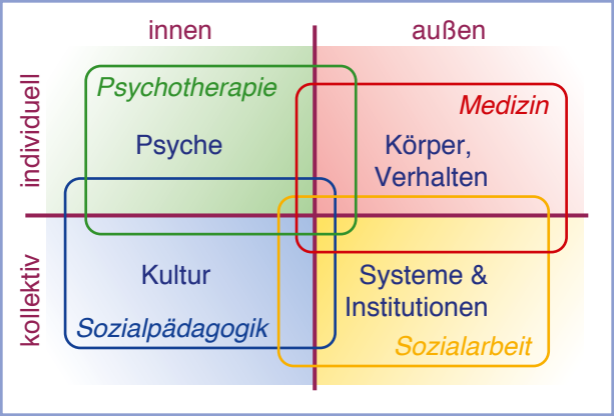 innen
außen
individuell
Psychotherapie
Medizin
Psyche
Körper,
Verhalten
kollektiv
Kultur
Systeme &
Institutionen
Sozialpädagogik
Sozialarbeit